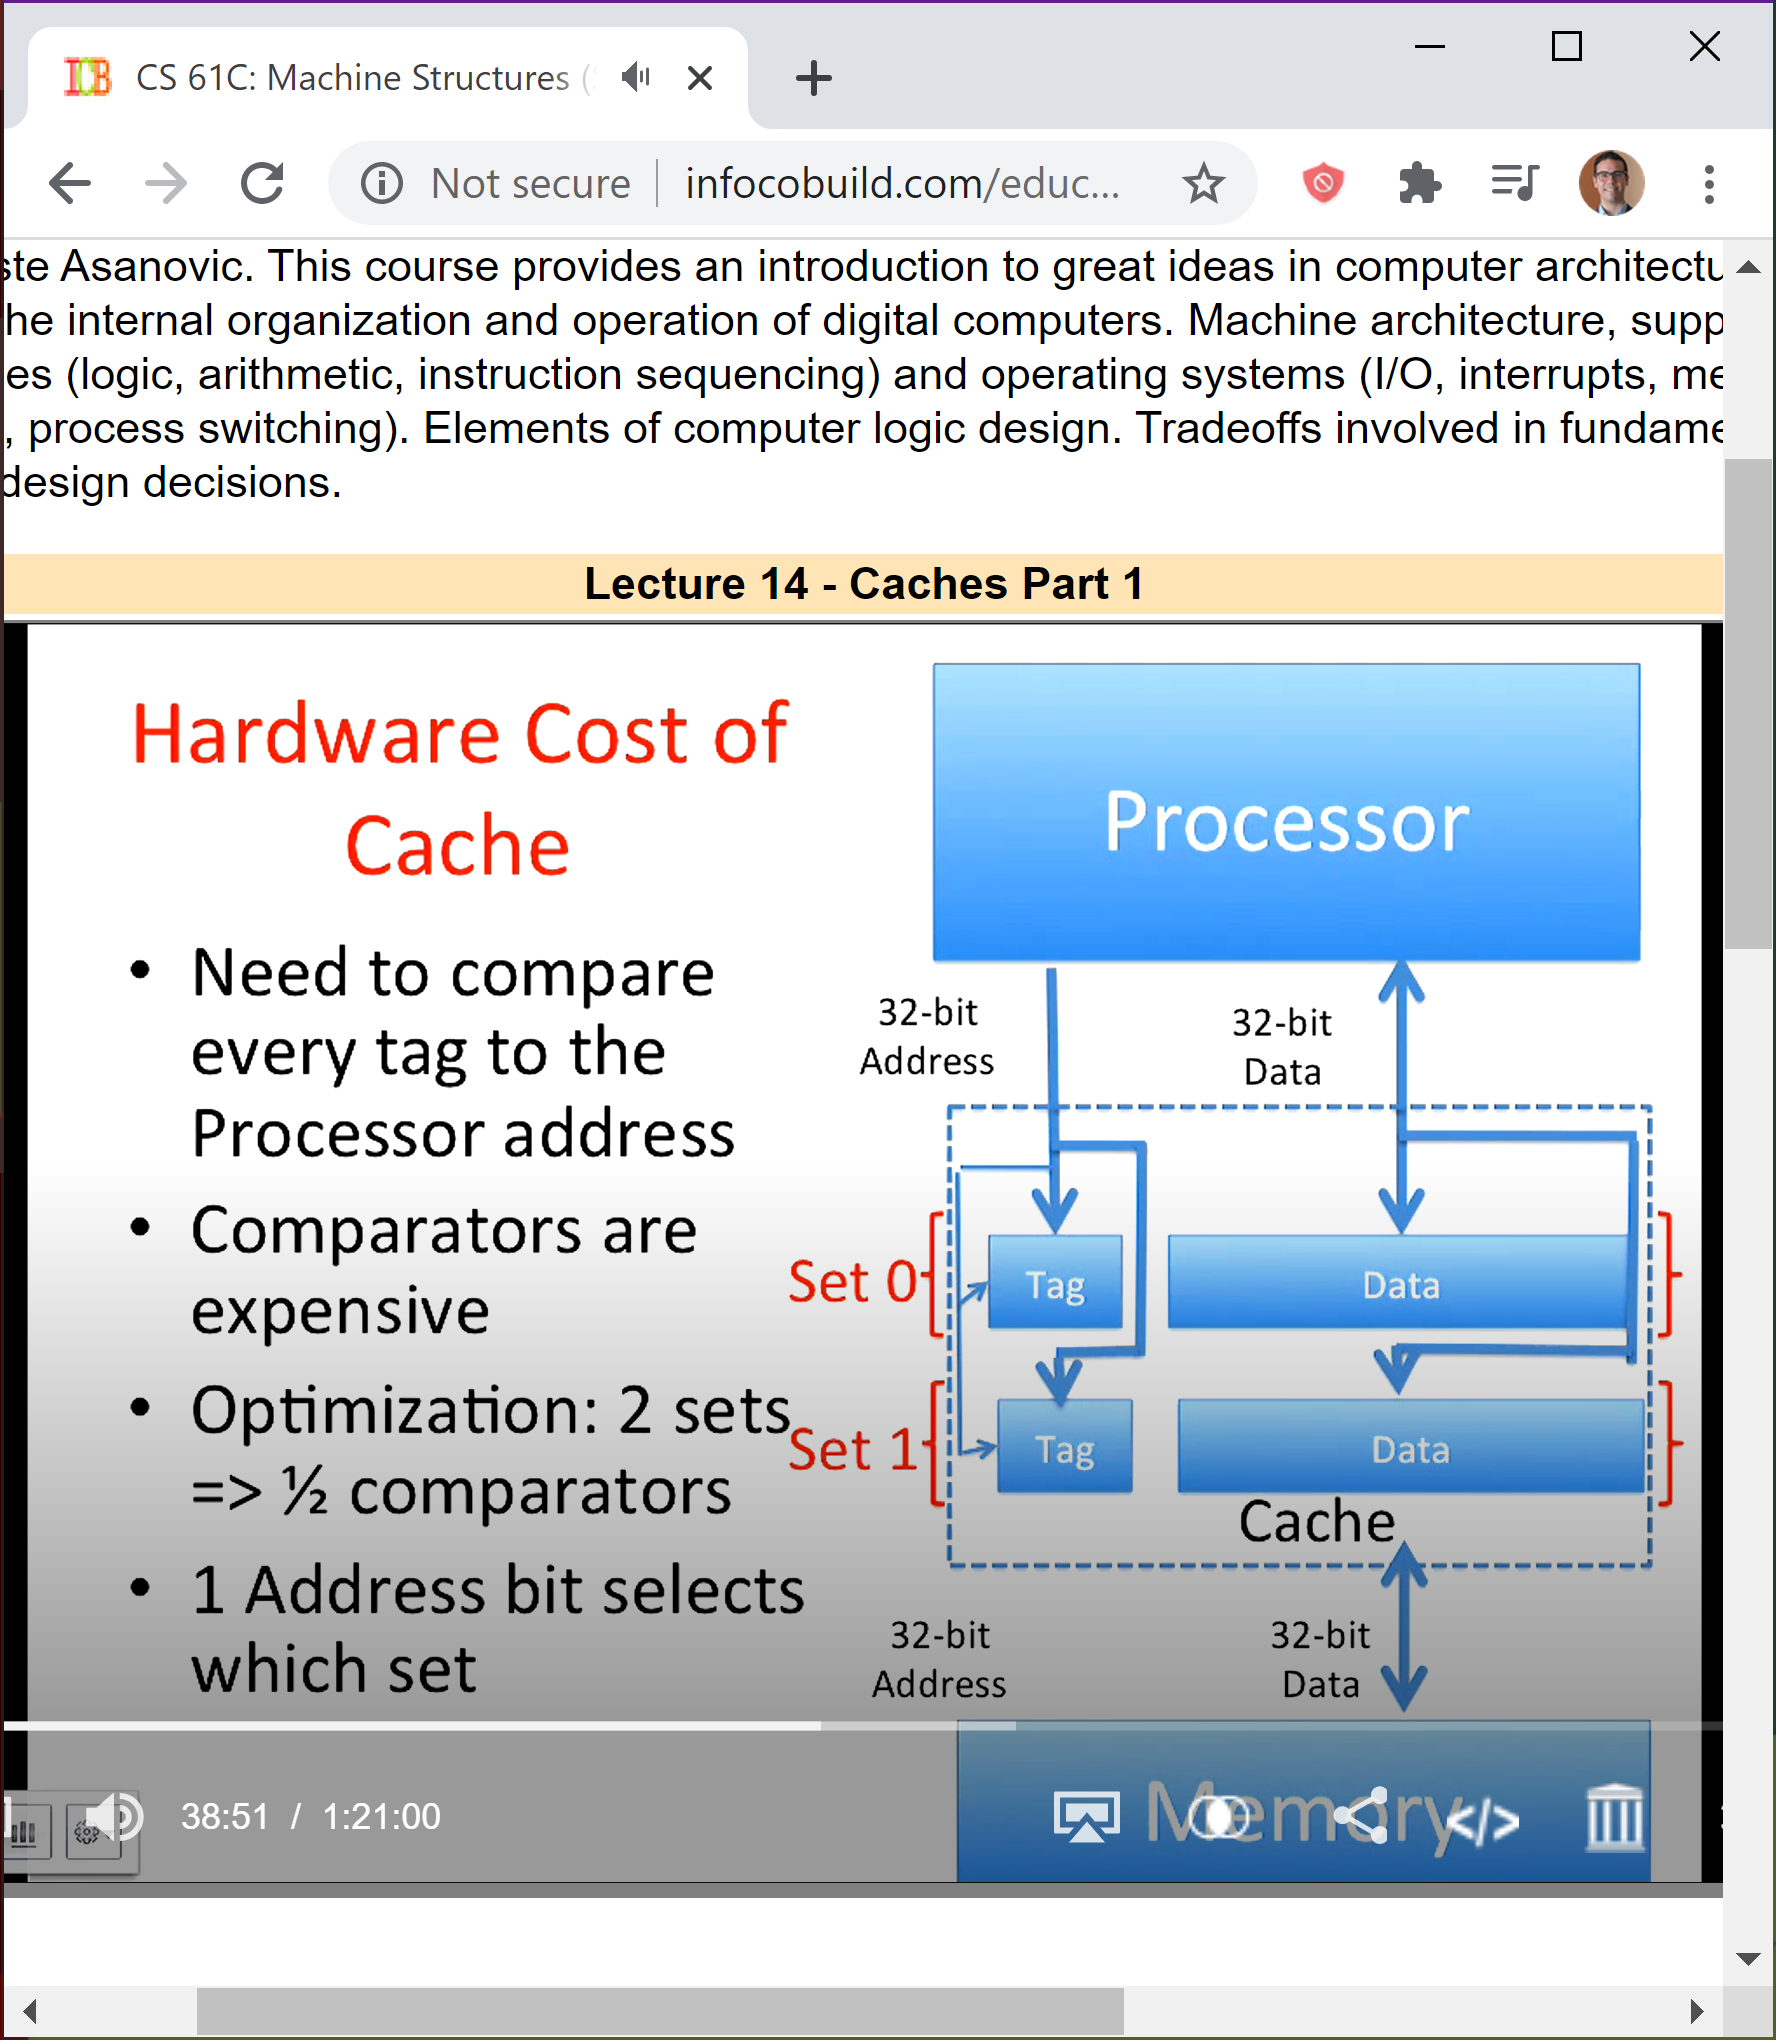 CS 61C: Machine Structures
Not secure
infocobuild.com/educ...
ste Asanovic. This course provides an introduction to great ideas in computer architectu
he internal organization and operation of digital computers. Machine architecture, supp
es (logic, arithmetic, instruction sequencing) and operating systems (I/O, interrupts, me
, process switching). Elements of computer logic design. Tradeoffs involved in fundame
design decisions.
Lecture 14 - Caches Part 1
Hardware Cost of
Cache
• Need to compare
every tag to the
Processor address
• Comparators are
expensive
• Optimization: 2 sets
=> ½ comparators
• 1 Address bit selects
which set
Processor
32-bit
Address
32-bit
Data
Set 0
Tag
Data
Set 1
Tag
Data
Cache
32-bit
Address
32-bit
Data
Memory
38:51 / 1:21:00